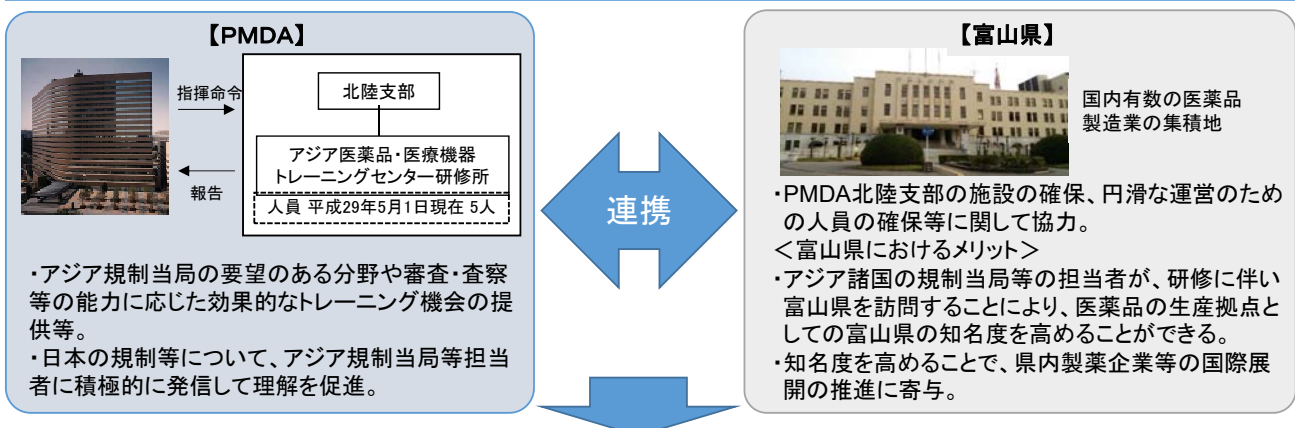 【PMDA】
指揮命令
報告
北陸支部
アジア医薬品・医療機器
トレーニングセンター研修所
人員 平成29年5月1日現在 5人
・アジア規制当局の要望のある分野や審査・査察
等の能力に応じた効果的なトレーニング機会の提
供等。
・日本の規制等について、アジア規制当局等担当
者に積極的に発信して理解を促進。
連携
【富山県】
国内有数の医薬品
製造業の集積地
・PMDA北陸支部の施設の確保、円滑な運営のため
の人員の確保等に関して協力。
＜富山県におけるメリット＞
・アジア諸国の規制当局等の担当者が、研修に伴い
富山県を訪問することにより、医薬品の生産拠点と
しての富山県の知名度を高めることができる。
・知名度を高めることで、県内製薬企業等の国際展
開の推進に寄与。